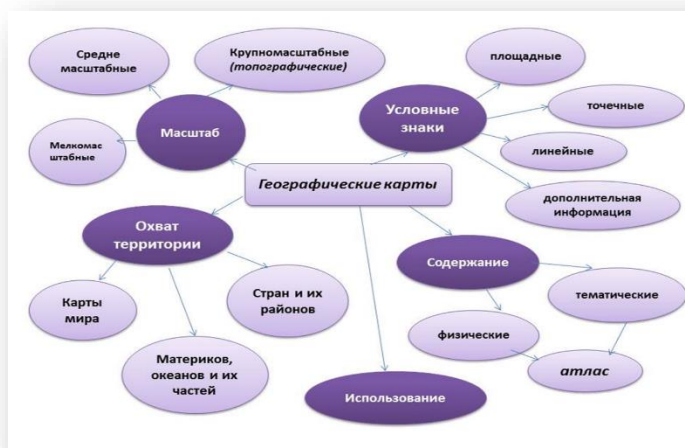 Средне
масштабные
Крупномасштабные
(топографические)
площадные
Масштаб
Условные
знаки
точечные
Мелкомас
штабные
линейные
Географические карты
дополнительная
информация
Охват
территории
Содержание
Карты
мира
Стран и их
районов
тематические
физические
Материков,
океанов и их
частей
атлас
Использование